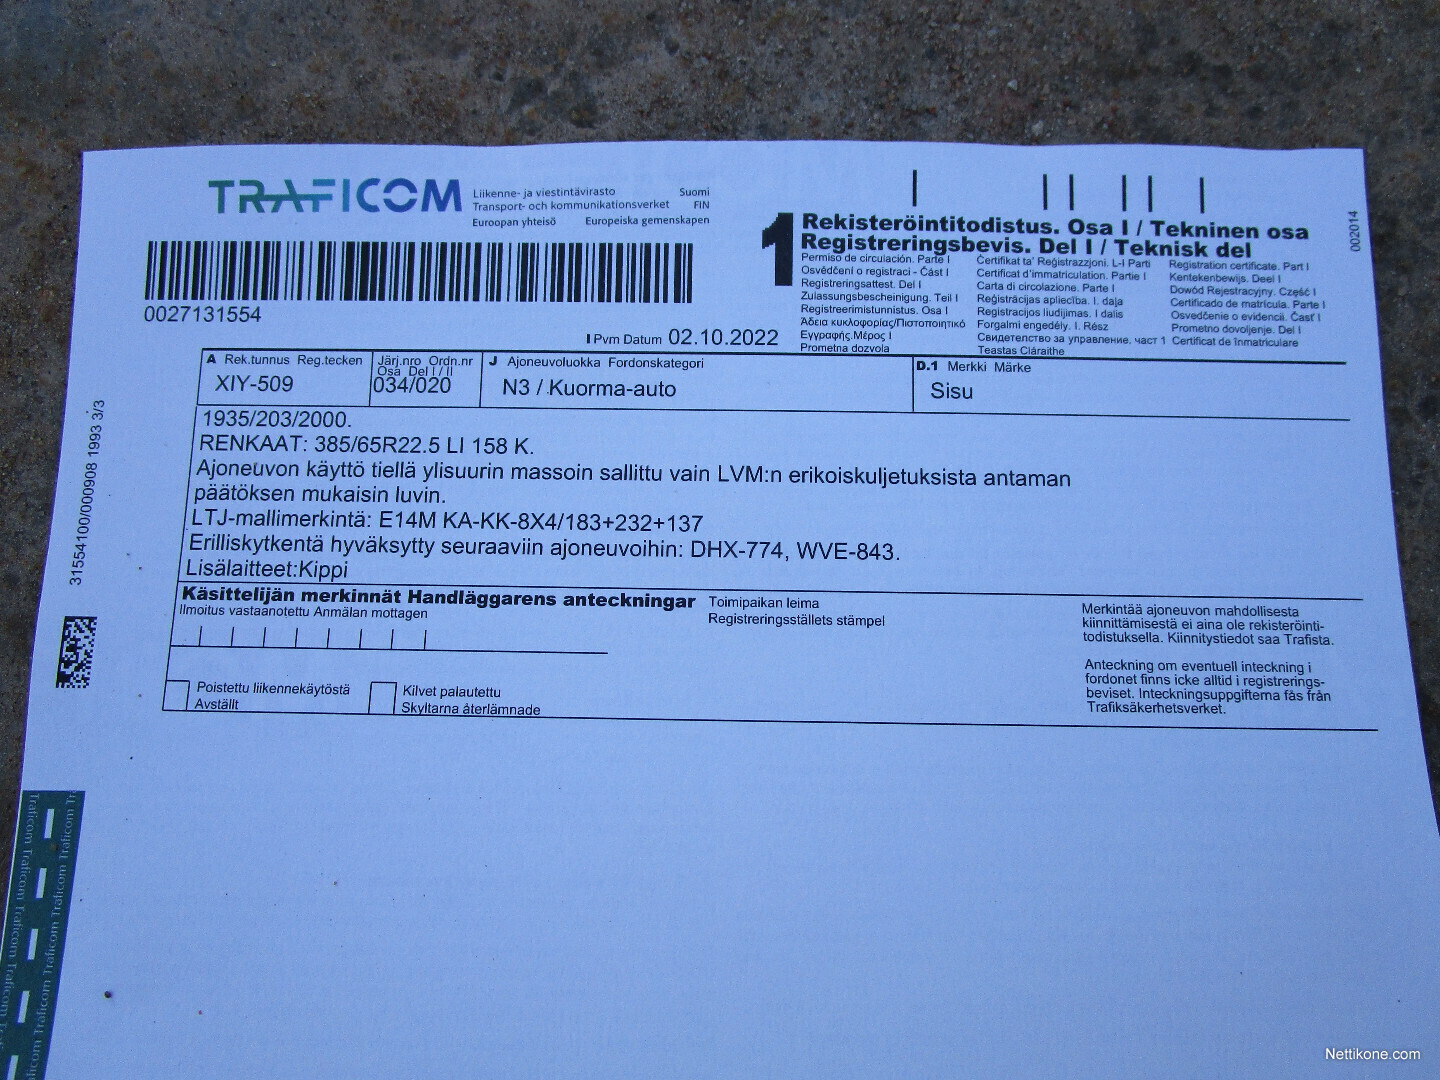 TRAFICOM
Liikenne- ja viestintävirasto Suomi
Transport- och kommunikationsverket FIN
Euroopan yhteisö Europeiska gemenskapen
0027131554
I Pvm Datum 02.10.2022
1 Rekisteröintitodistus. Osa I / Tekninen osa
Registreringsbevis. Del I / Teknisk del
Permiso de circulación. Parte I
Osvědčení o registraci - Část I
Registreringsattest. Del I
Zulassungsbescheinigung. Teil I
Registreerimistunnistus. Osa I
Άδεια κυκλοφορίας/Πιστοποιητικό
Εγγραφής.Μέρος I
Prometna dozvola
Ċertifikat ta' Reġistrazzjoni. L-I Parti
Certificat d'immatriculation. Partie I
Carta di circolazione. Parte I
Reģistrācijas apliecība. I. daļa
Registracijos liudijimas. I dalis
Forgalmi engedély. I. Rész
Свидетелство за управление. част 1
Teastas Cláraithe
Registration certificate. Part I
Kentekenbewijs. Deel I
Dowód Rejestracyjny. Część I
Certificado de matrícula. Parte I
Osvedčenie o evidencii. Časť I
Prometno dovoljenje. Del I
Certificat de înmatriculare
002014
A Rek.tunnus Reg.tecken
XIY-509
Järj.nro Ordn.nr
Osa Del I / II
034/020
J Ajoneuvoluokka Fordonskategori
N3 / Kuorma-auto
D.1 Merkki Märke
Sisu
1935/203/2000.
RENKAAT: 385/65R22.5 LI 158 K.
Ajoneuvon käyttö tiellä ylisuurin massoin sallittu vain LVM:n erikoiskuljetuksista antaman
päätöksen mukaisin luvin.
LTJ-mallimerkintä: E14M KA-KK-8X4/183+232+137
Erilliskytkentä hyväksytty seuraaviin ajoneuvoihin: DHX-774, WVE-843.
Lisälaitteet:Kippi
Käsittelijän merkinnät Handläggarens anteckningar
Ilmoitus vastaanotettu Anmälan mottagen
Toimipaikan leima
Registreringsställets stämpel
Merkintää ajoneuvon mahdollisesta
kiinnittämisestä ei aina ole rekisteröinti-
todistuksella. Kiinnitystiedot saa Trafista.
Anteckning om eventuell inteckning i
fordonet finns icke alltid i registrerings-
beviset. Inteckningsuppgifterna fås från
Trafiksäkerhetsverket.
Poistettu liikennekäytöstä
Avställt
Kilvet palautettu
Skyltarna återlämnade
31554100/000908 1993 3/3
Traficom Traficom Traficom Traficom
Traficom Traficom Traficom Traficom
Nettikone.com